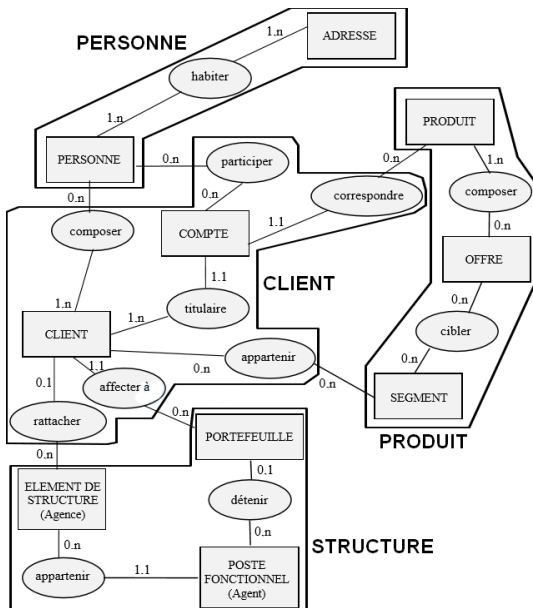 1.n
ADRESSE
PERSONNE
habiter
1.n
PRODUIT
PERSONNE
0.n
participer
0.n
1.n
0.n
0.n
correspondre
composer
composer
COMPTE
1.1
0.n
1.1
OFFRE
CLIENT
1.n
1.n
titulaire
0.n
CLIENT
cibler
1.1
0.n
appartenir
0.n
0.1
affecter à
0.n
SEGMENT
rattacher
0.n
PORTEFEUILLE
PRODUIT
0.n
0.1
ELEMENT DE
STRUCTURE
(Agence)
détenir
0.n
0.n
STRUCTURE
appartenir
1.1
POSTE
FONCTIONNEL
(Agent)